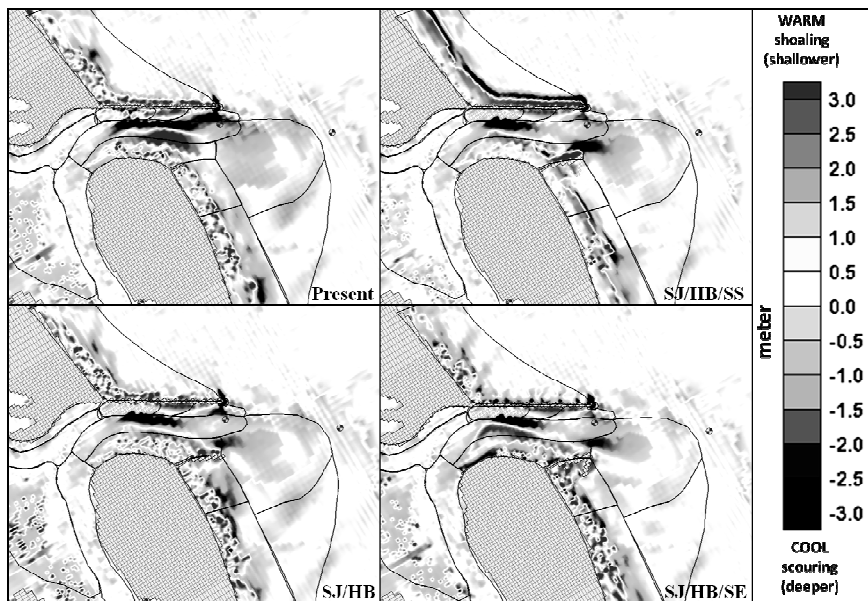 Present
SJ/HB/SS
SJ/HB
SJ/HB/SE
WARM
shoaling
(shallower)
3.0
2.0
1.5
1.0
0.5
0.0
-0.5
-1.0
-1.5
-2.0
-2.5
-3.0
meter
COOL
scouring
(deeper)